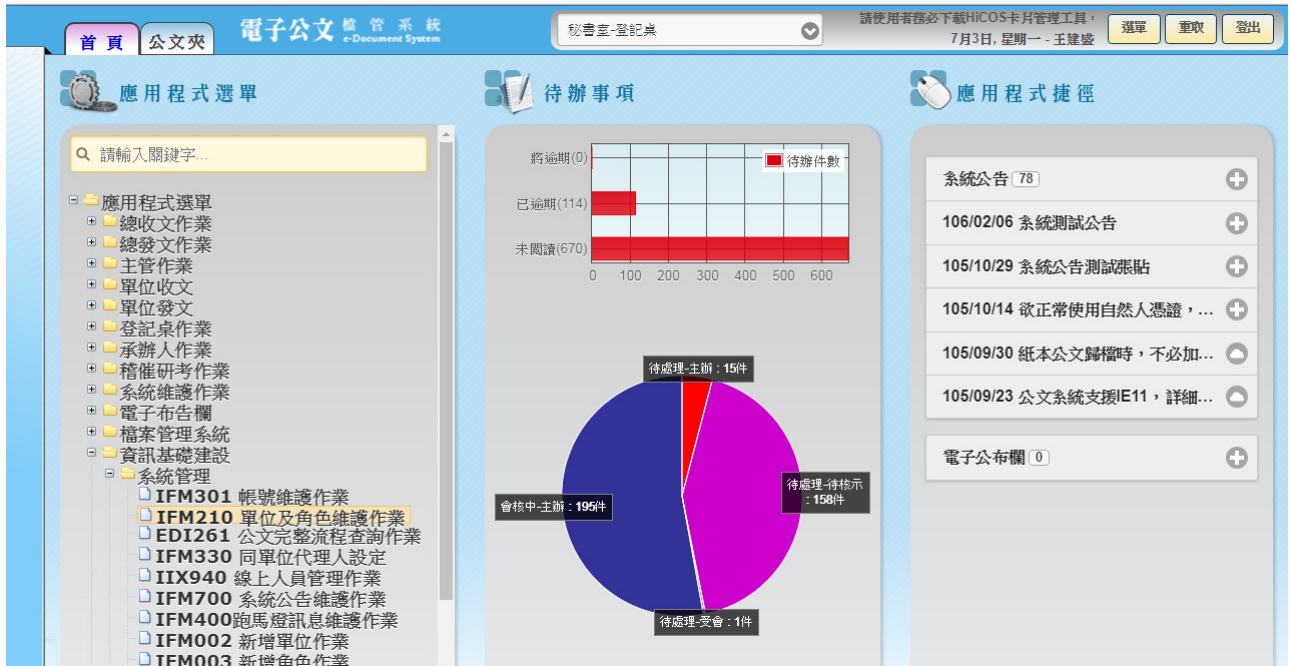 首 頁
公文夾
電子公文 檔 管 系 統
e-Document System
秘書室-登記桌
請使用者務必下載HiCOS卡片管理工具，
7月3日, 星期一 - 王建盛
選單
重取
登出
應用程式選單
請輸入關鍵字...
應用程式選單
總收文作業
總發文作業
主管作業
單位收文
單位發文
登記桌作業
承辦人作業
稽催研考作業
系統維護作業
電子布告欄
檔案管理系統
資訊基礎建設
系統管理
IFM301 帳號維護作業
IFM210 單位及角色維護作業
EDI261 公文完整流程查詢作業
IFM330 同單位代理人設定
IIX940 線上人員管理作業
IFM700 系統公告維護作業
IFM400跑馬燈訊息維護作業
IFM002 新增單位作業
IFM003 新增角色作業
待辦事項
將逾期(0)
已逾期(114)
未閱讀(670)
待辦件數
0 100 200 300 400 500 600
待處理-主辦 : 15件
待處理-待核示
: 158件
會核中-主辦 : 195件
待處理-受會 : 1件
應用程式捷徑
系統公告 78
106/02/06 系統測試公告
105/10/29 系統公告測試張貼
105/10/14 欲正常使用自然人憑證，...
105/09/30 紙本公文歸檔時，不必加...
105/09/23 公文系統支援IE11，詳細...
電子公布欄 0